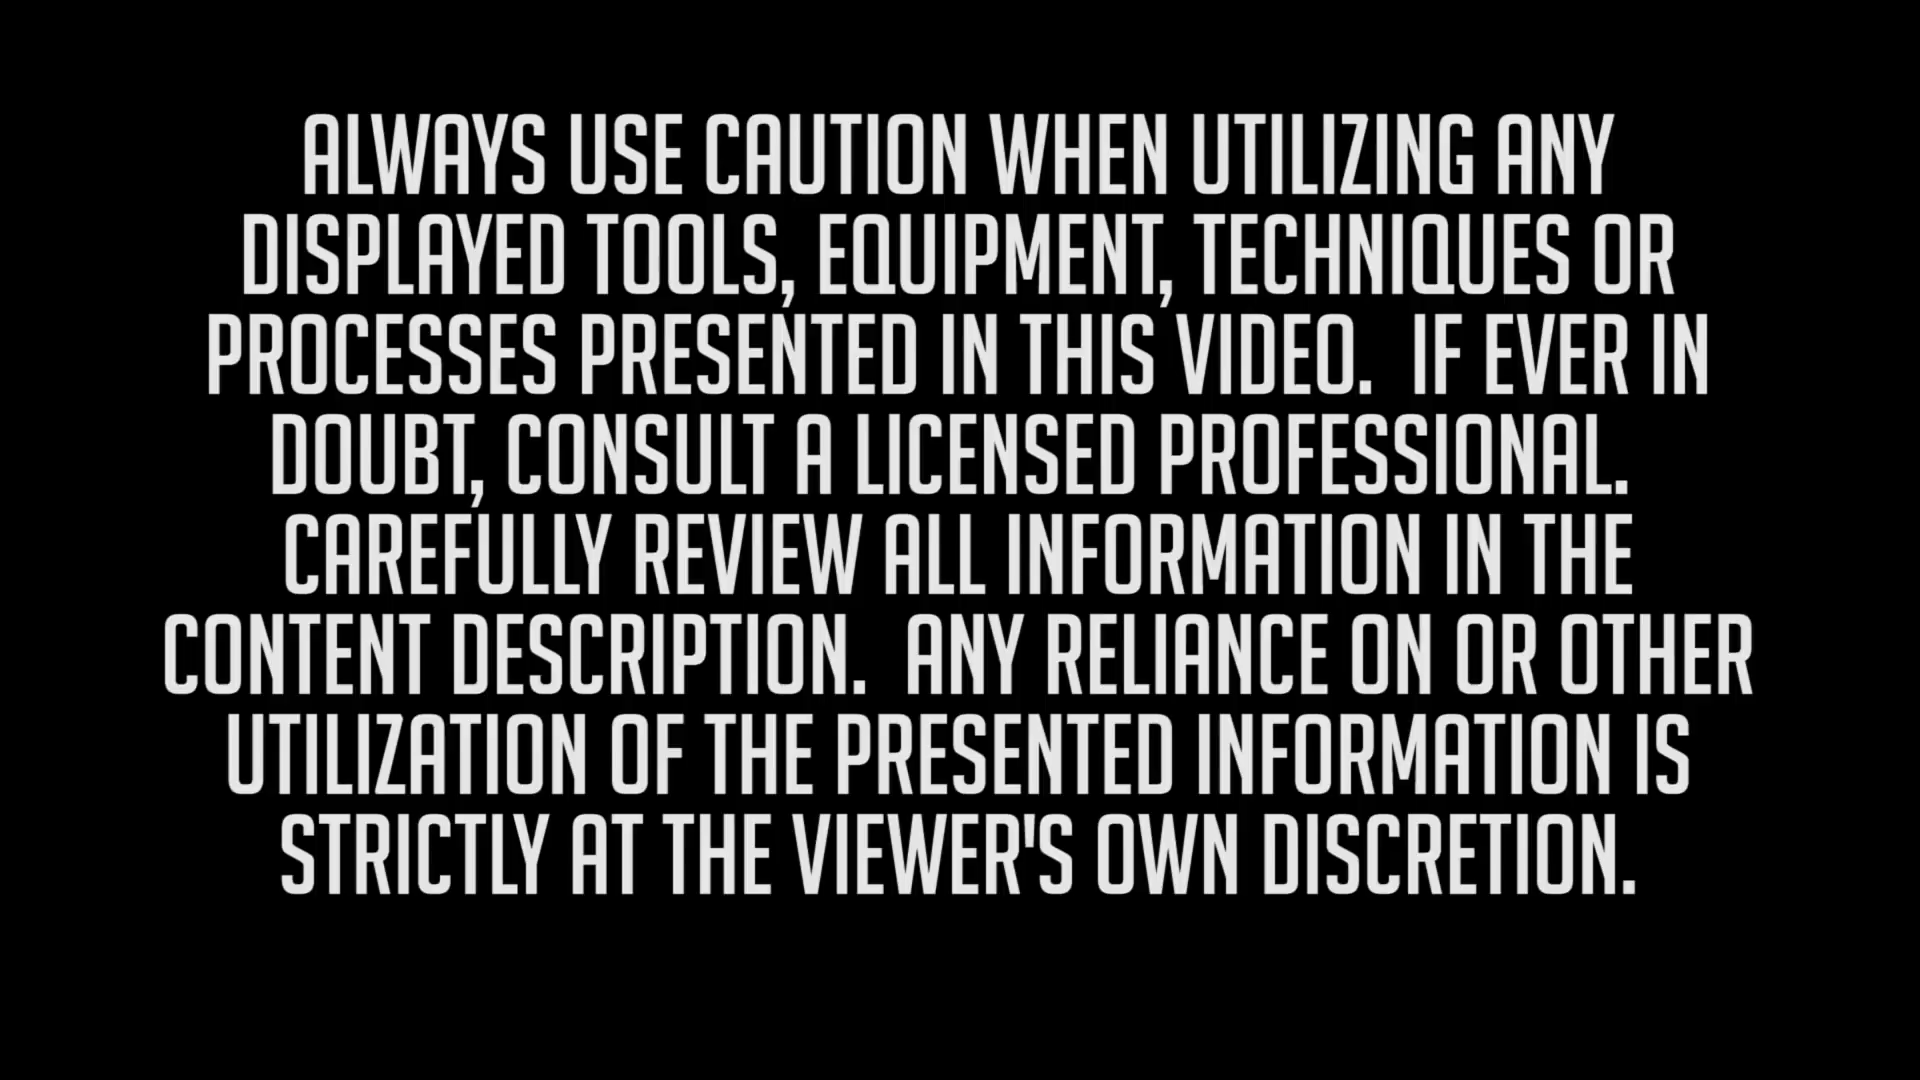 ALWAYS USE CAUTION WHEN UTILIZING ANY
DISPLAYED TOOLS, EQUIPMENT, TECHNIQUES OR
PROCESSES PRESENTED IN THIS VIDEO.  IF EVER IN
DOUBT, CONSULT A LICENSED PROFESSIONAL.
CAREFULLY REVIEW ALL INFORMATION IN THE
CONTENT DESCRIPTION.  ANY RELIANCE ON OR OTHER
UTILIZATION OF THE PRESENTED INFORMATION IS
STRICTLY AT THE VIEWER'S OWN DISCRETION.